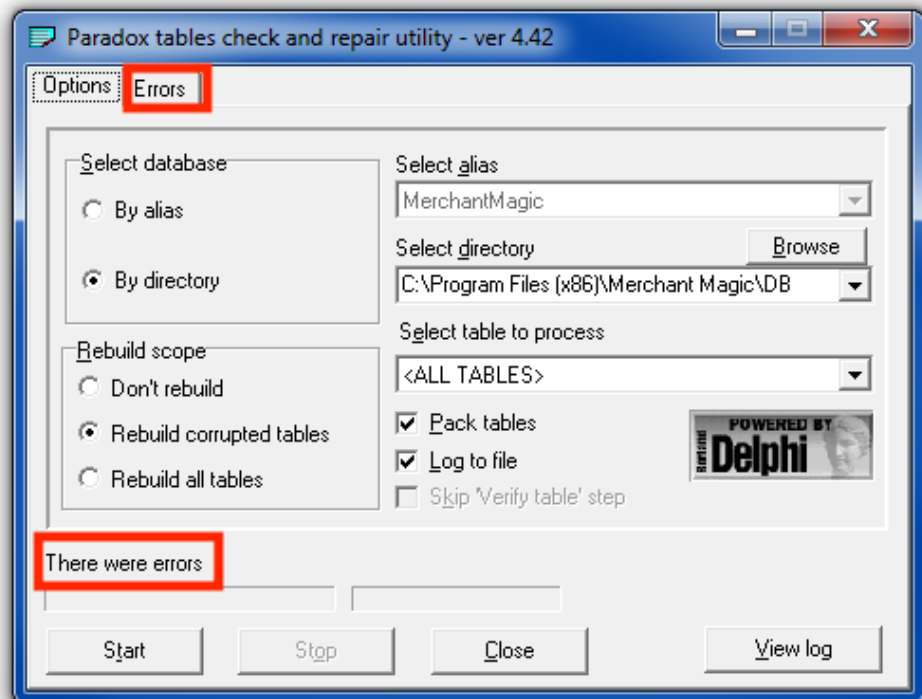 Paradox tables check and repair utility - ver 4.42
Options
Errors
Select database
By alias
By directory
Select alias
MerchantMagic
Select directory
Browse
C:\Program Files (x86)\Merchant Magic\DB
Select table to process
<ALL TABLES>
Rebuild scope
Don't rebuild
Rebuild corrupted tables
Rebuild all tables
Pack tables
Log to file
Skip 'Verify table' step
POWERED BY
Borland
Delphi
There were errors
Start
Stop
Close
View log